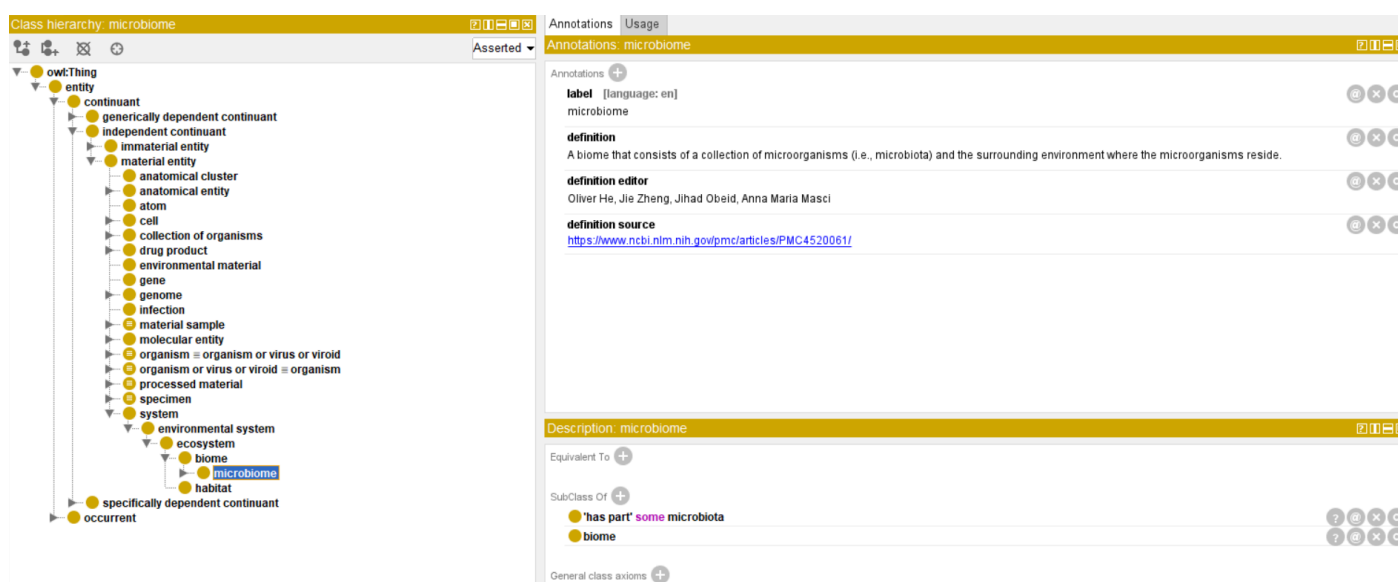 Class hierarchy: microbiome
Asserted
owl:Thing
entity
continuant
generically dependent continuant
independent continuant
immaterial entity
material entity
anatomical cluster
anatomical entity
atom
cell
collection of organisms
drug product
environmental material
gene
genome
infection
material sample
molecular entity
organism ≡ organism or virus or viroid
organism or virus or viroid ≡ organism
processed material
specimen
system
environmental system
ecosystem
biome
microbiome
habitat
specifically dependent continuant
occurrent
Annotations Usage
Annotations: microbiome
Annotations
label [language: en]
microbiome
definition
A biome that consists of a collection of microorganisms (i.e., microbiota) and the surrounding environment where the microorganisms reside.
definition editor
Oliver He, Jie Zheng, Jihad Obeid, Anna Maria Masci
definition source
https://www.ncbi.nlm.nih.gov/pmc/articles/PMC4520061/
Description: microbiome
Equivalent To
SubClass Of
'has part' some microbiota
biome
General class axioms